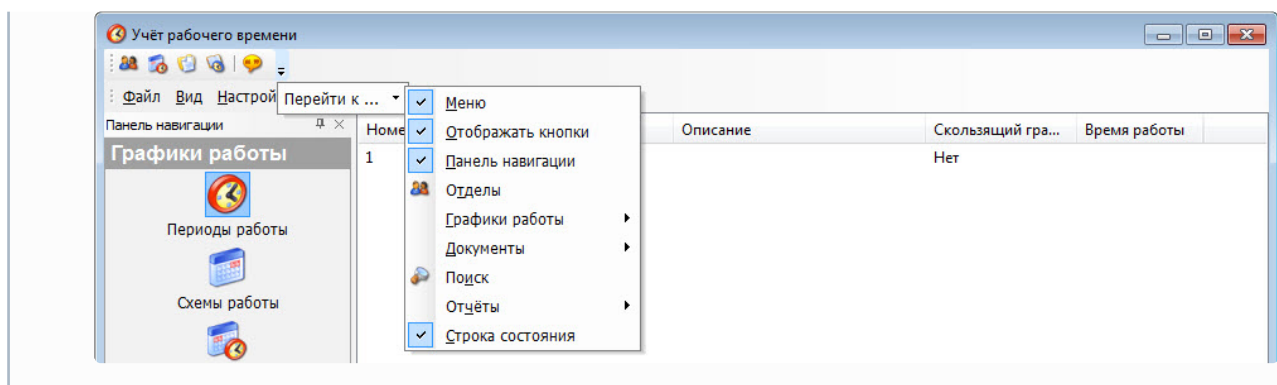 Учёт рабочего времени
Файл Вид Настрой Перейти к ...
Панель навигации
Графики работы
Периоды работы
Схемы работы
Меню
Отображать кнопки
Панель навигации
Отделы
Графики работы
Документы
Поиск
Отчёты
Строка состояния
Номе Описание Скользящий гра... Время работы
1 Нет